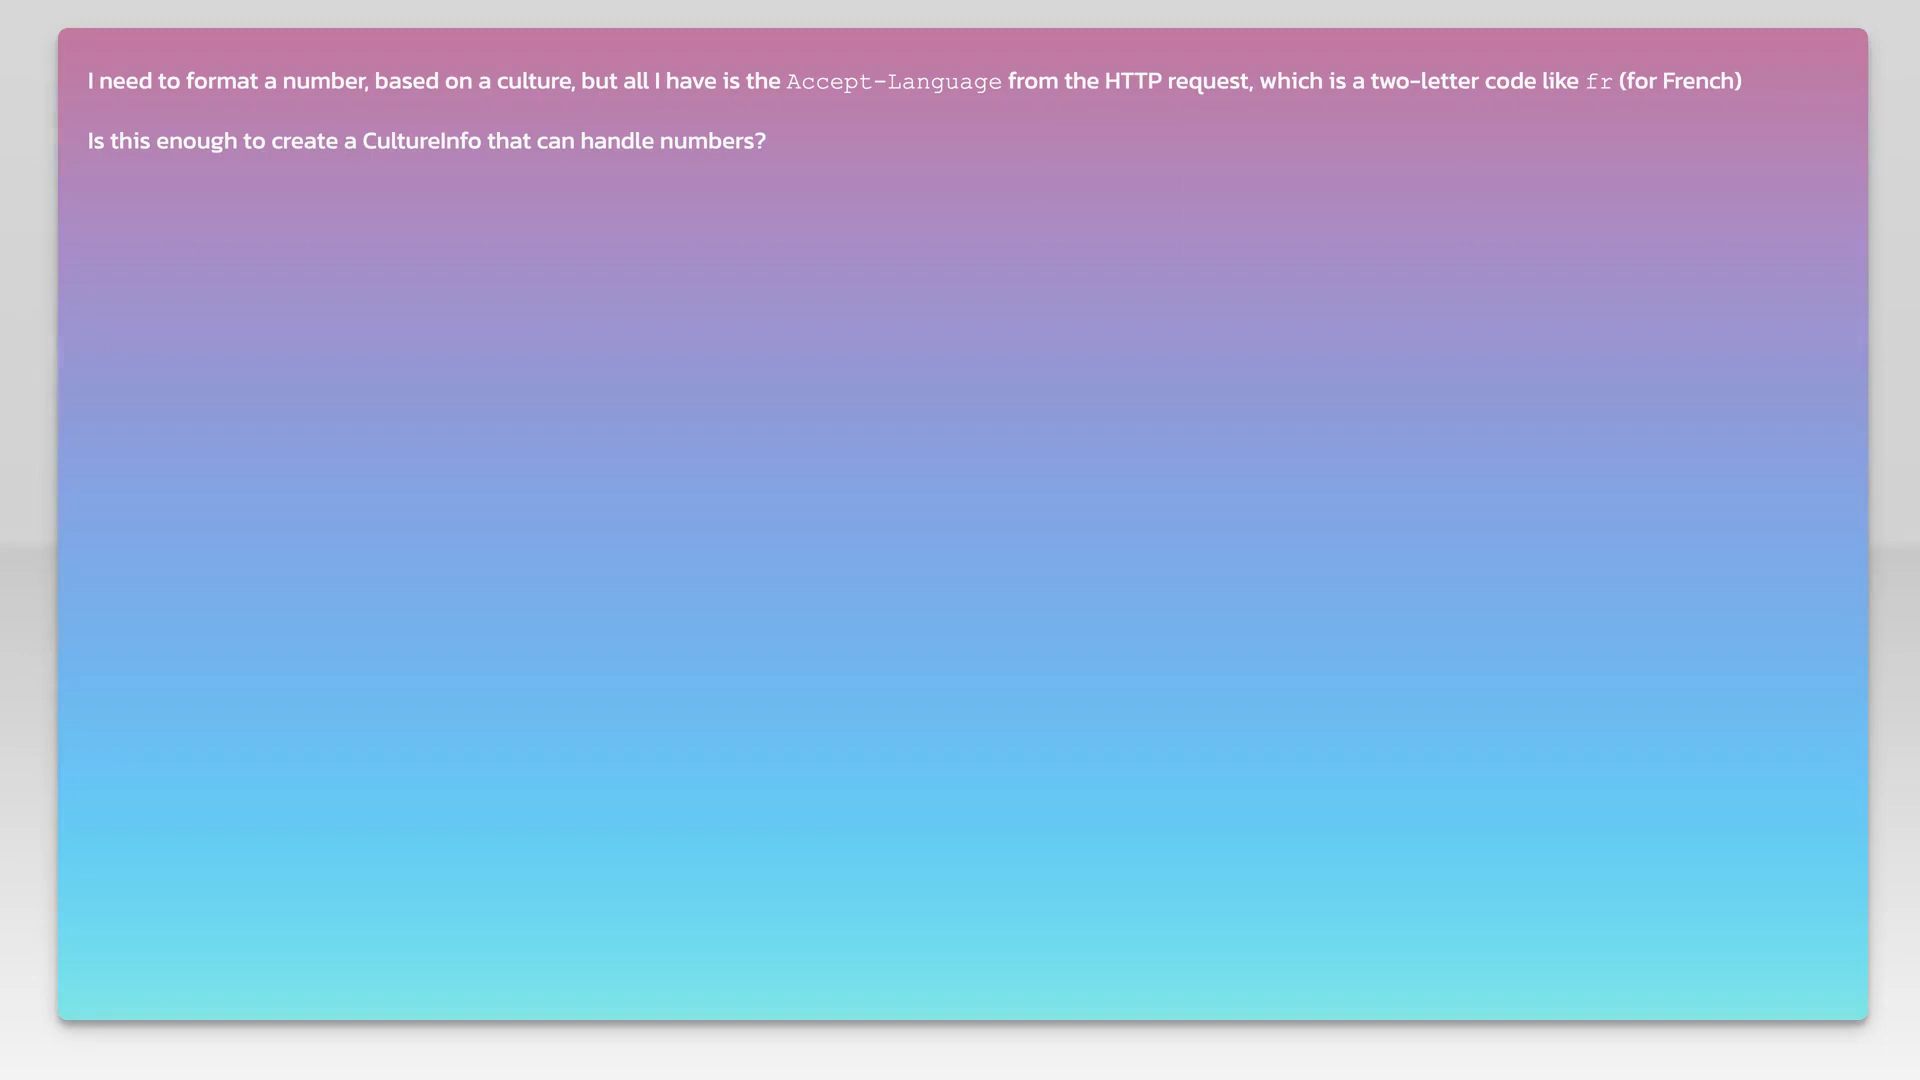 I need to format a number, based on a culture, but all I have is the Accept-Language from the HTTP request, which is a two-letter code like fr (for French)
Is this enough to create a CultureInfo that can handle numbers?